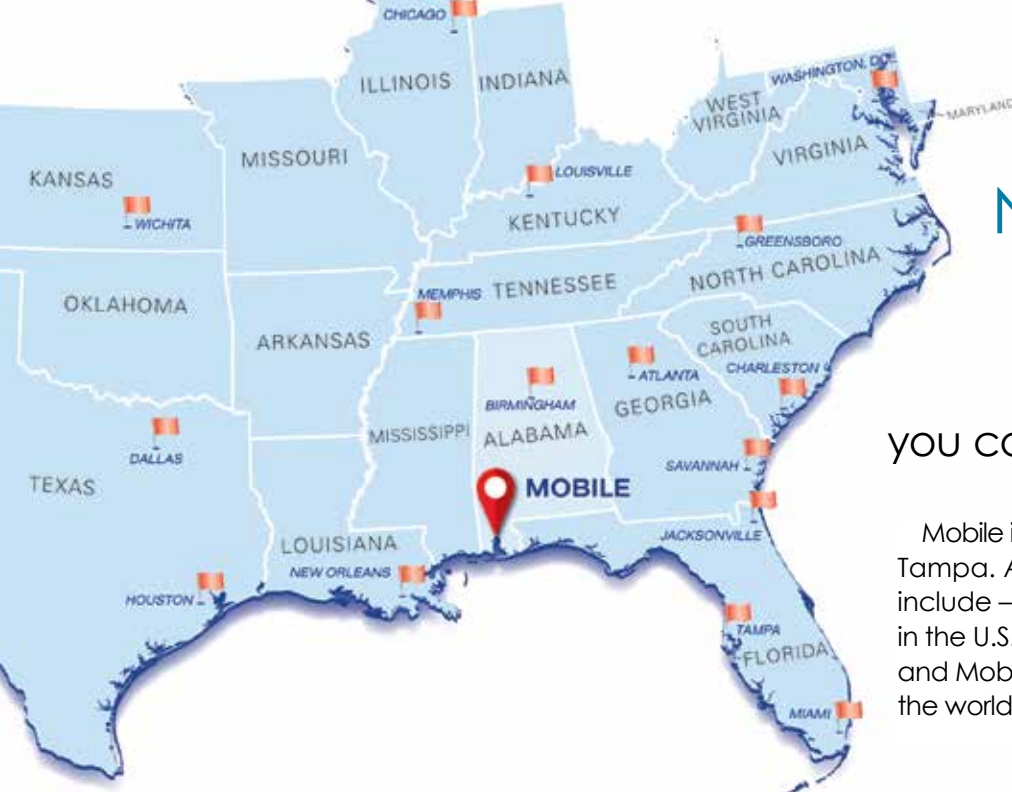 CHICAGO
ILLINOIS
INDIANA
WASHINGTON, DC
WEST
VIRGINIA
MARYLAND
VIRGINIA
MISSOURI
KANSAS
LOUISVILLE
WICHITA
KENTUCKY
GREENSBORO
NORTH CAROLINA
MEMPHIS
TENNESSEE
OKLAHOMA
ARKANSAS
SOUTH
CAROLINA
CHARLESTON
ATLANTA
GEORGIA
BIRMINGHAM
ALABAMA
MISSISSIPPI
DALLAS
you co
SAVANNAH
TEXAS
MOBILE
JACKSONVILLE
Mobile i
LOUISIANA
NEW ORLEANS
Tampa. A
HOUSTON
include –
TAMPA
in the U.S.
FLORIDA
and Mob
the world
MIAMI